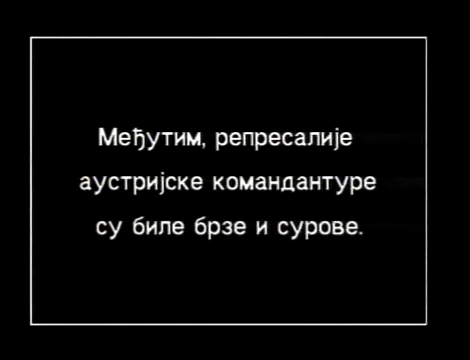 Међутим, репресалије
аустријске командантуре
су биле брзе и сурове.